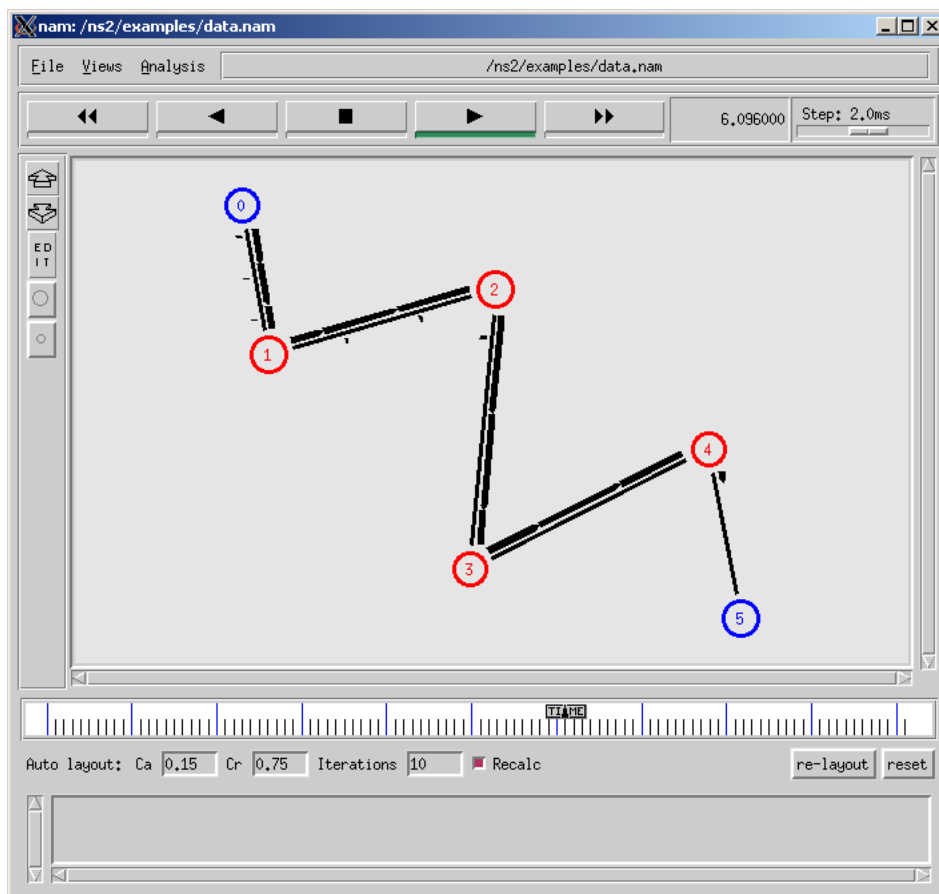 nam: /ns2/examples/data.nam
File Views Analysis /ns2/examples/data.nam
6.096000 Step: 2.0ms
0
ED
IT
2
1
4
3
5
TIME
Auto layout: Ca 0.15 Cr 0.75 Iterations 10 Recalc re-layout reset